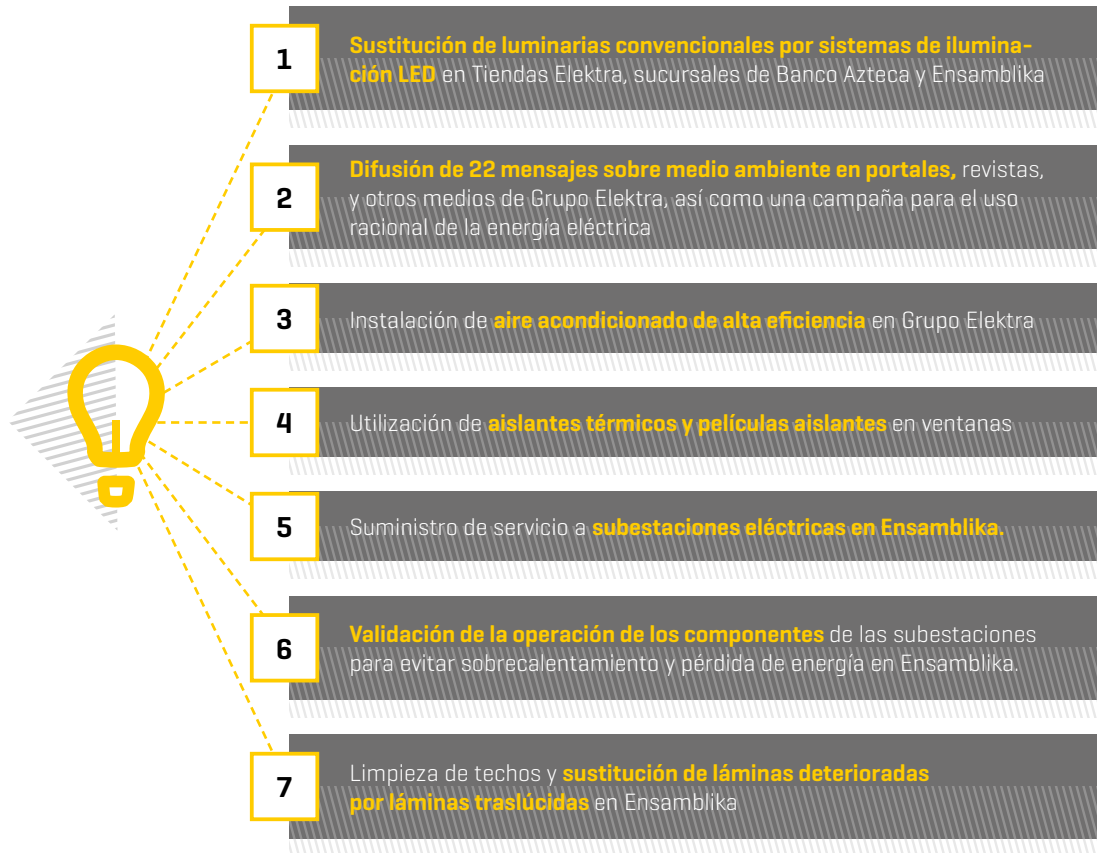 1
Sustitución de luminarias convencionales por sistemas de ilumina-
ción LED en Tiendas Elektra, sucursales de Banco Azteca y Ensamblika
2
Difusión de 22 mensajes sobre medio ambiente en portales, revistas,
y otros medios de Grupo Elektra, así como una campaña para el uso
racional de la energía eléctrica
3
Instalación de aire acondicionado de alta eficiencia en Grupo Elektra
4
Utilización de aislantes térmicos y películas aislantes en ventanas
5
Suministro de servicio a subestaciones eléctricas en Ensamblika.
6
Validación de la operación de los componentes de las subestaciones
para evitar sobrecalentamiento y pérdida de energía en Ensamblika.
7
Limpieza de techos y sustitución de láminas deterioradas
por láminas traslúcidas en Ensamblika